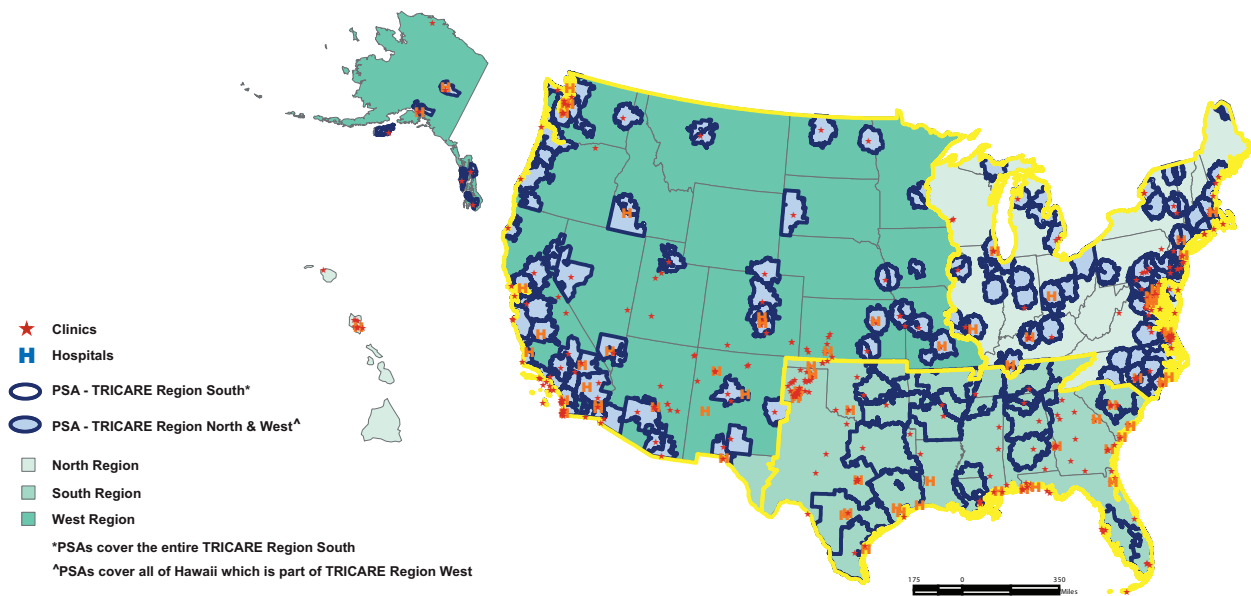 Clinics
H Hospitals
PSA - TRICARE Region South*
PSA - TRICARE Region North & West^
North Region
South Region
West Region
*PSAs cover the entire TRICARE Region South
^PSAs cover all of Hawaii which is part of TRICARE Region West
175 0 350
Miles